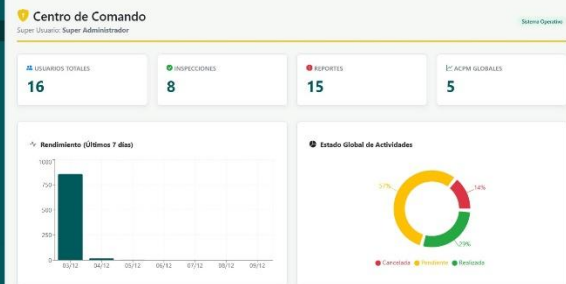 Centro de Comando
Super Usuario: Super Administrador
Sistema Operativo
USUARIOS TOTALES
16
INSPECCIONES
8
REPORTES
15
ACPM GLOBALES
5
Rendimiento (Últimos 7 días)
1000
750
500
250
0
03/12 04/12 05/12 06/12 07/12 08/12 09/12
Estado Global de Actividades
57%
14%
29%
Cancelada Pendiente Realizada